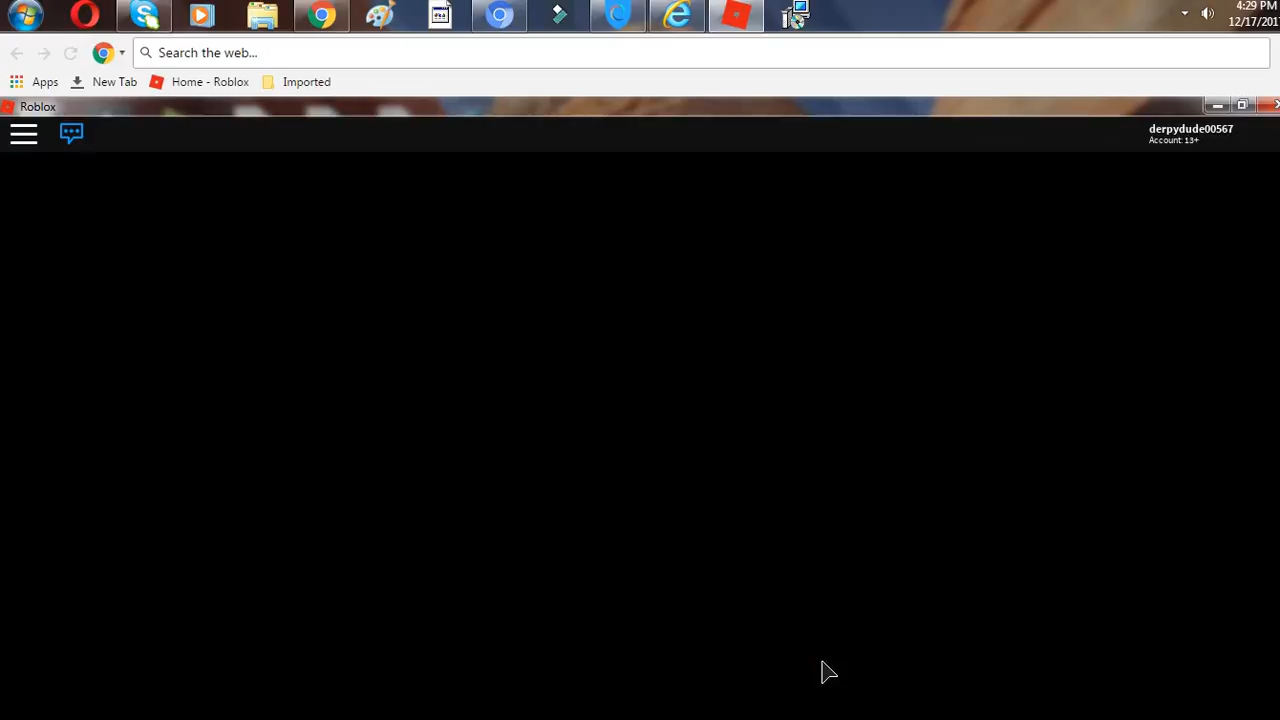 4:29 PM
12/17/201
Search the web...
Apps New Tab Home - Roblox Imported
Roblox
derpydude00567
Account: 13+